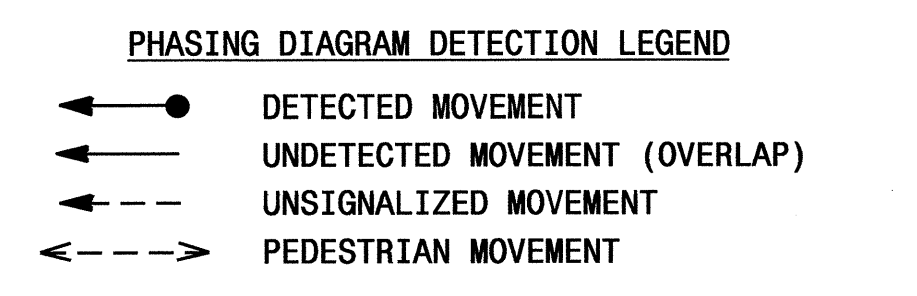 PHASING DIAGRAM DETECTION LEGEND
DETECTED MOVEMENT
UNDETECTED MOVEMENT (OVERLAP)
UNSIGNALIZED MOVEMENT
PEDESTRIAN MOVEMENT